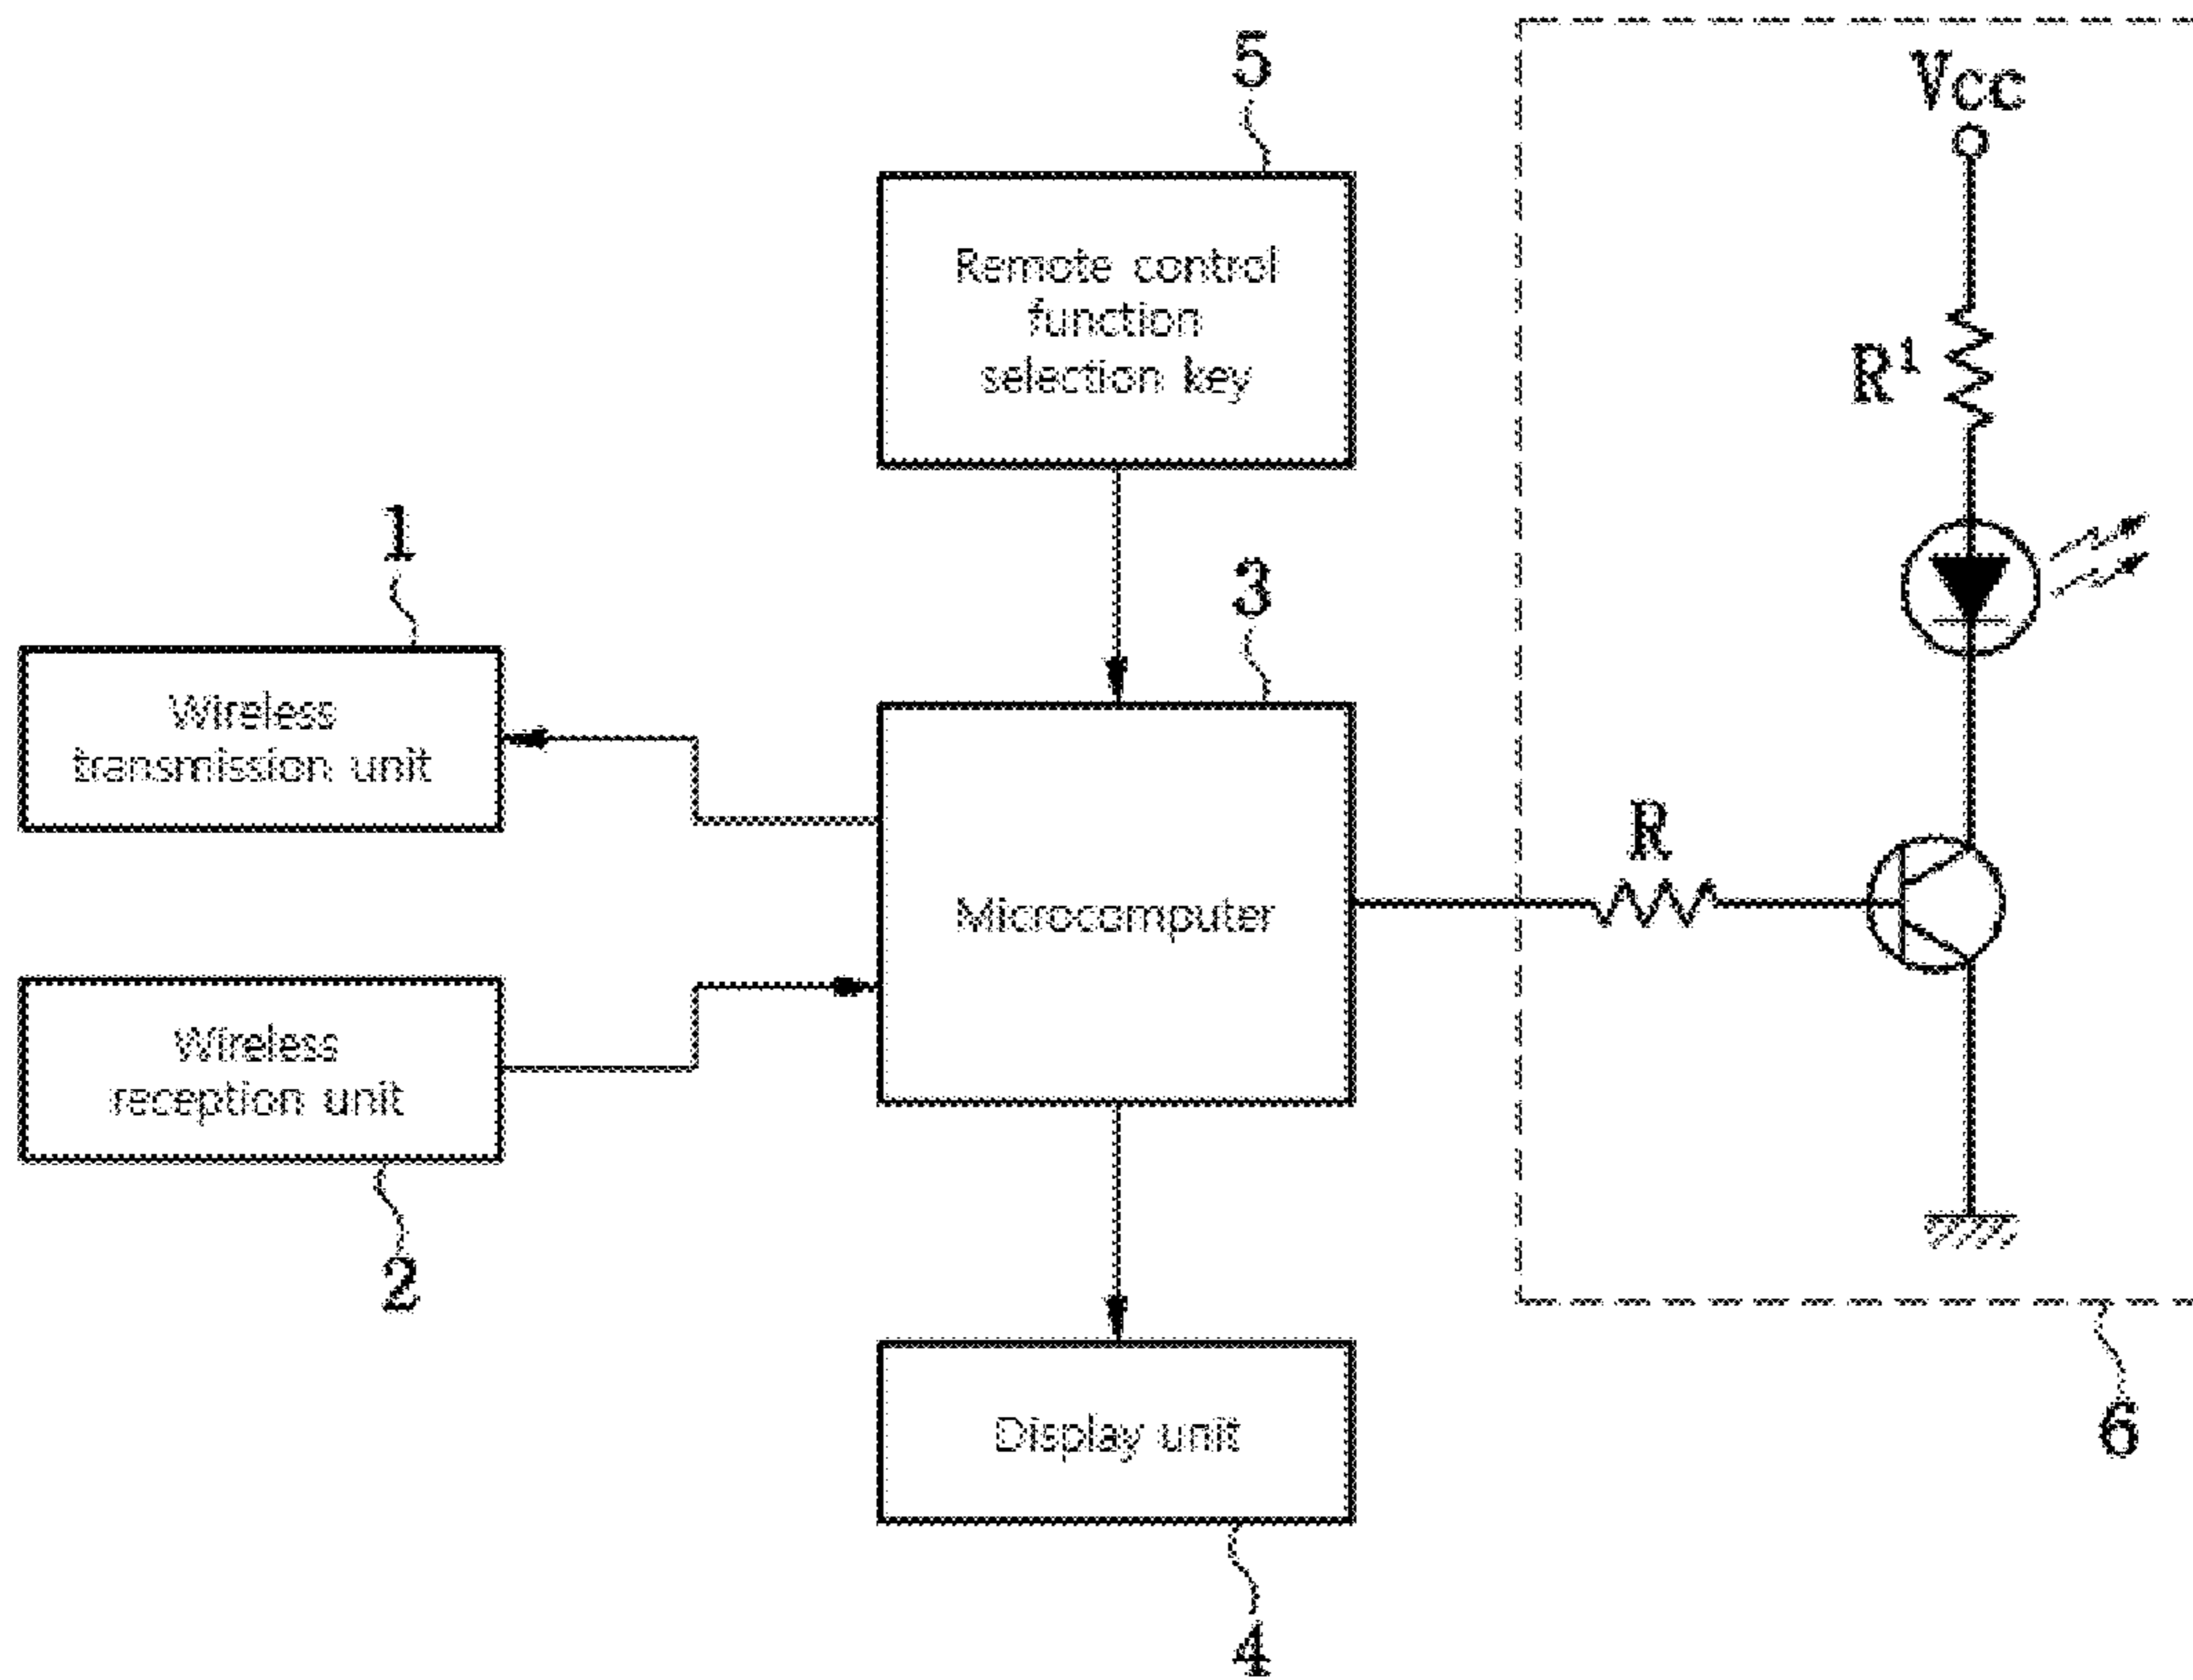 5
Vcc
Remote control
function
selection key
R1
1
3
Wireless
transmission unit
R
Microcomputer
Wireless
reception unit
2
Display unit
6
4